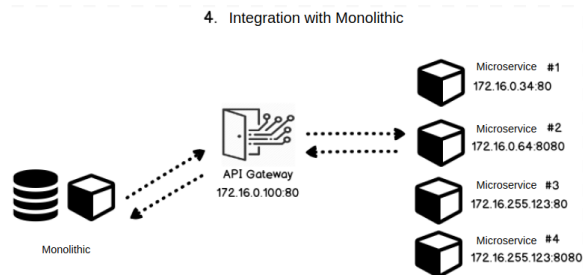 4. Integration with Monolithic
Microservice #1
172.16.0.34:80
Microservice #2
172.16.0.64:8080
API Gateway
172.16.0.100:80
Microservice #3
172.16.255.123:80
Monolithic
Microservice #4
172.16.255.123:8080